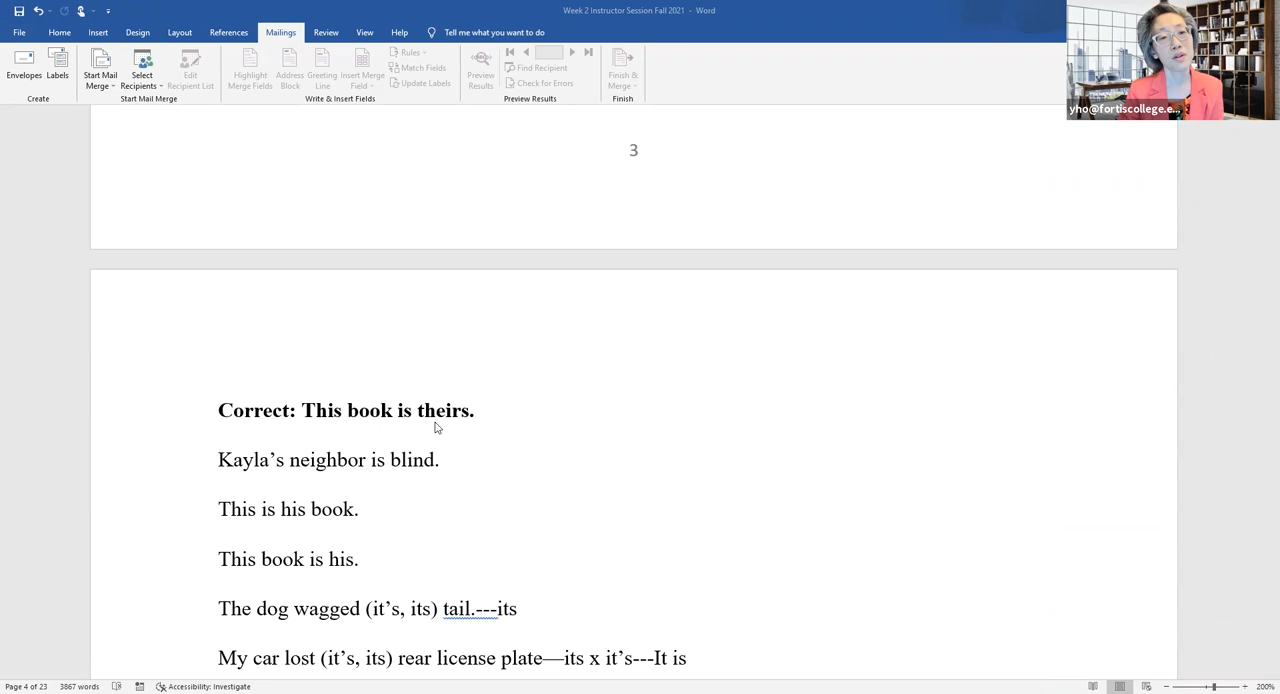 Week 2 Instructor Session Fall 2021 - Word
File Home Insert Design Layout References Mailings Review View Help Tell me what you want to do
Envelopes Labels Start Mail Merge Select Recipients Edit Recipient List Highlight Merge Fields Address Block Greeting Line Insert Merge Field Rules Match Fields Update Labels Preview Results Find Recipient Check for Errors Finish & Merge
Create Start Mail Merge Write & Insert Fields Preview Results Finish
yho@fortiscollege.e...
3
Correct: This book is theirs.
Kayla’s neighbor is blind.
This is his book.
This book is his.
The dog wagged (it’s, its) tail.---its
My car lost (it’s, its) rear license plate—its x it’s---It is
Page 4 of 23 3867 words Accessibility: Investigate 200%